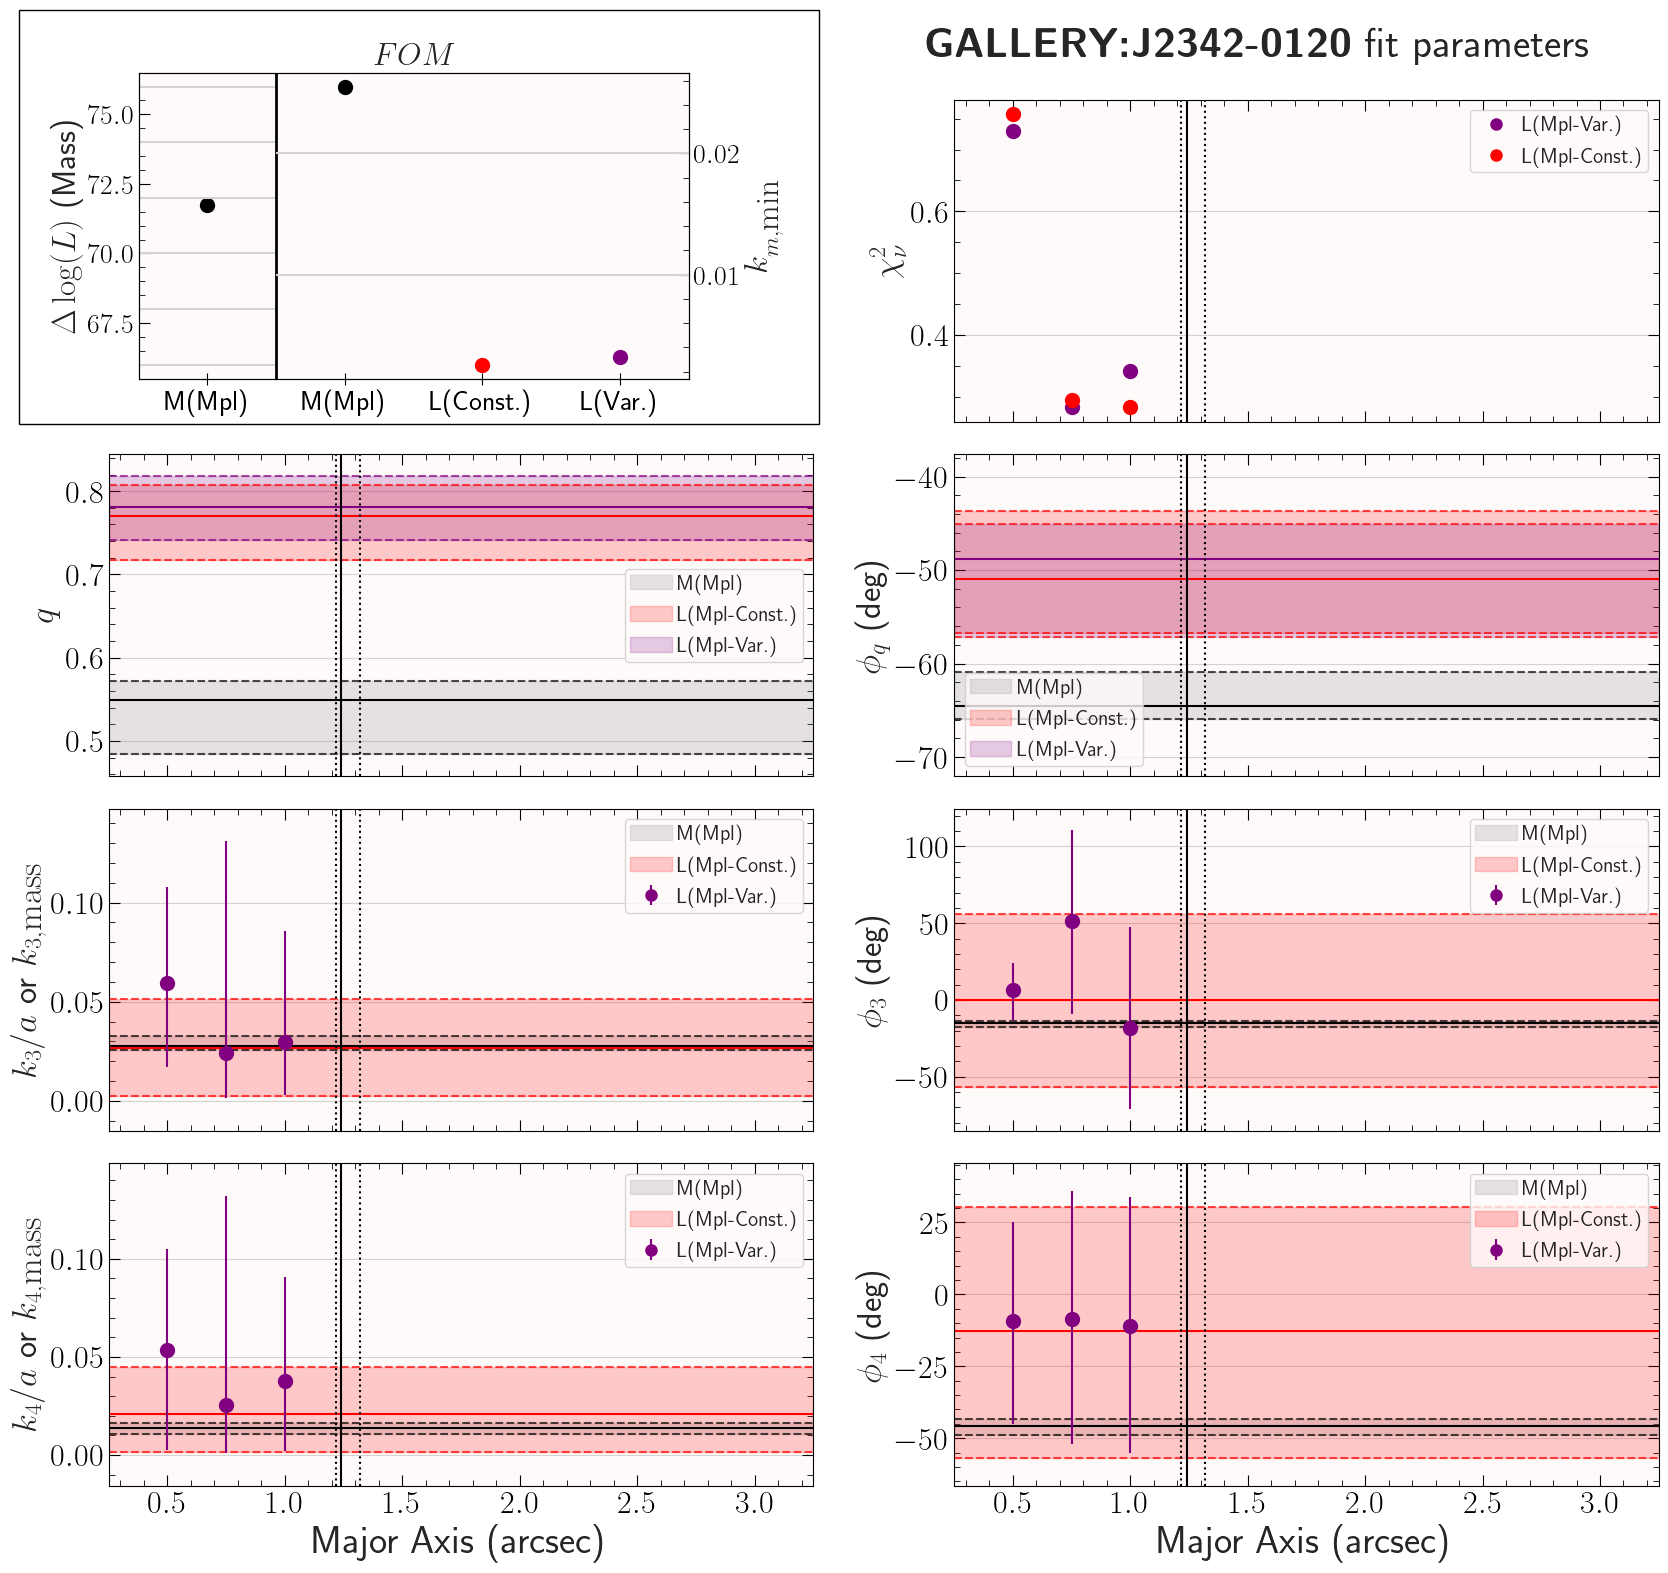 GALLERY:J2342-0120 fit parameters
FOM
Δ log(L) (Mass)
75.0
72.5
70.0
67.5
0.02
0.01
k_{m,min}
M(Mpl) M(Mpl) L(Const.) L(Var.)
χ²_ν
0.6
0.4
L(Mpl-Var.)
L(Mpl-Const.)
q
0.8
0.7
0.6
0.5
M(Mpl)
L(Mpl-Const.)
L(Mpl-Var.)
ϕ_q (deg)
−40
−50
−60
−70
M(Mpl)
L(Mpl-Const.)
L(Mpl-Var.)
k_3/a or k_{3,mass}
0.10
0.05
0.00
M(Mpl)
L(Mpl-Const.)
L(Mpl-Var.)
ϕ_3 (deg)
100
50
0
−50
M(Mpl)
L(Mpl-Const.)
L(Mpl-Var.)
k_4/a or k_{4,mass}
0.10
0.05
0.00
M(Mpl)
L(Mpl-Const.)
L(Mpl-Var.)
0.5 1.0 1.5 2.0 2.5 3.0
Major Axis (arcsec)
ϕ_4 (deg)
25
0
−25
−50
M(Mpl)
L(Mpl-Const.)
L(Mpl-Var.)
0.5 1.0 1.5 2.0 2.5 3.0
Major Axis (arcsec)